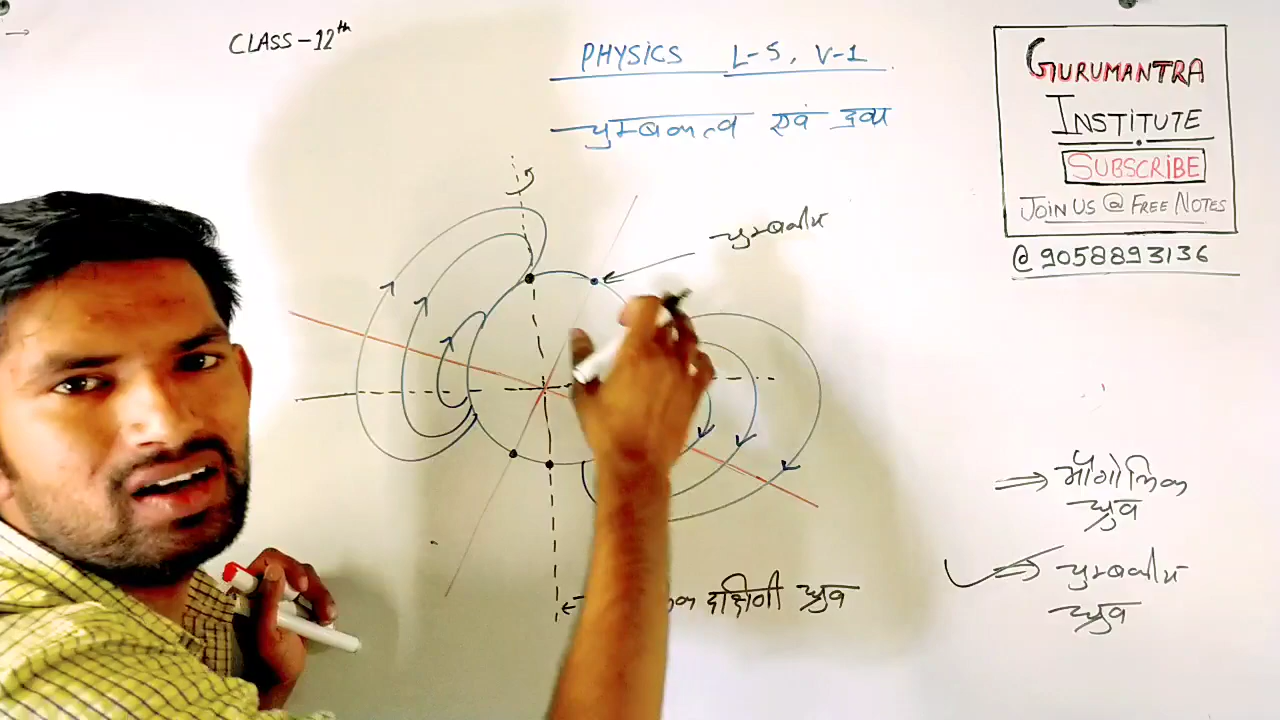 CLASS-12th
PHYSICS L-5, V-1
चुम्बकत्व एवं द्रव्य
GURUMANTRA
INSTITUTE
SUBSCRIBE
JOIN US @ FREE NOTES
@ 9058893136
चुम्बकीय
⇒ भौगोलिक
ध्रुव
⇒ चुम्बकीय
ध्रुव
क दक्षिणी ध्रुव